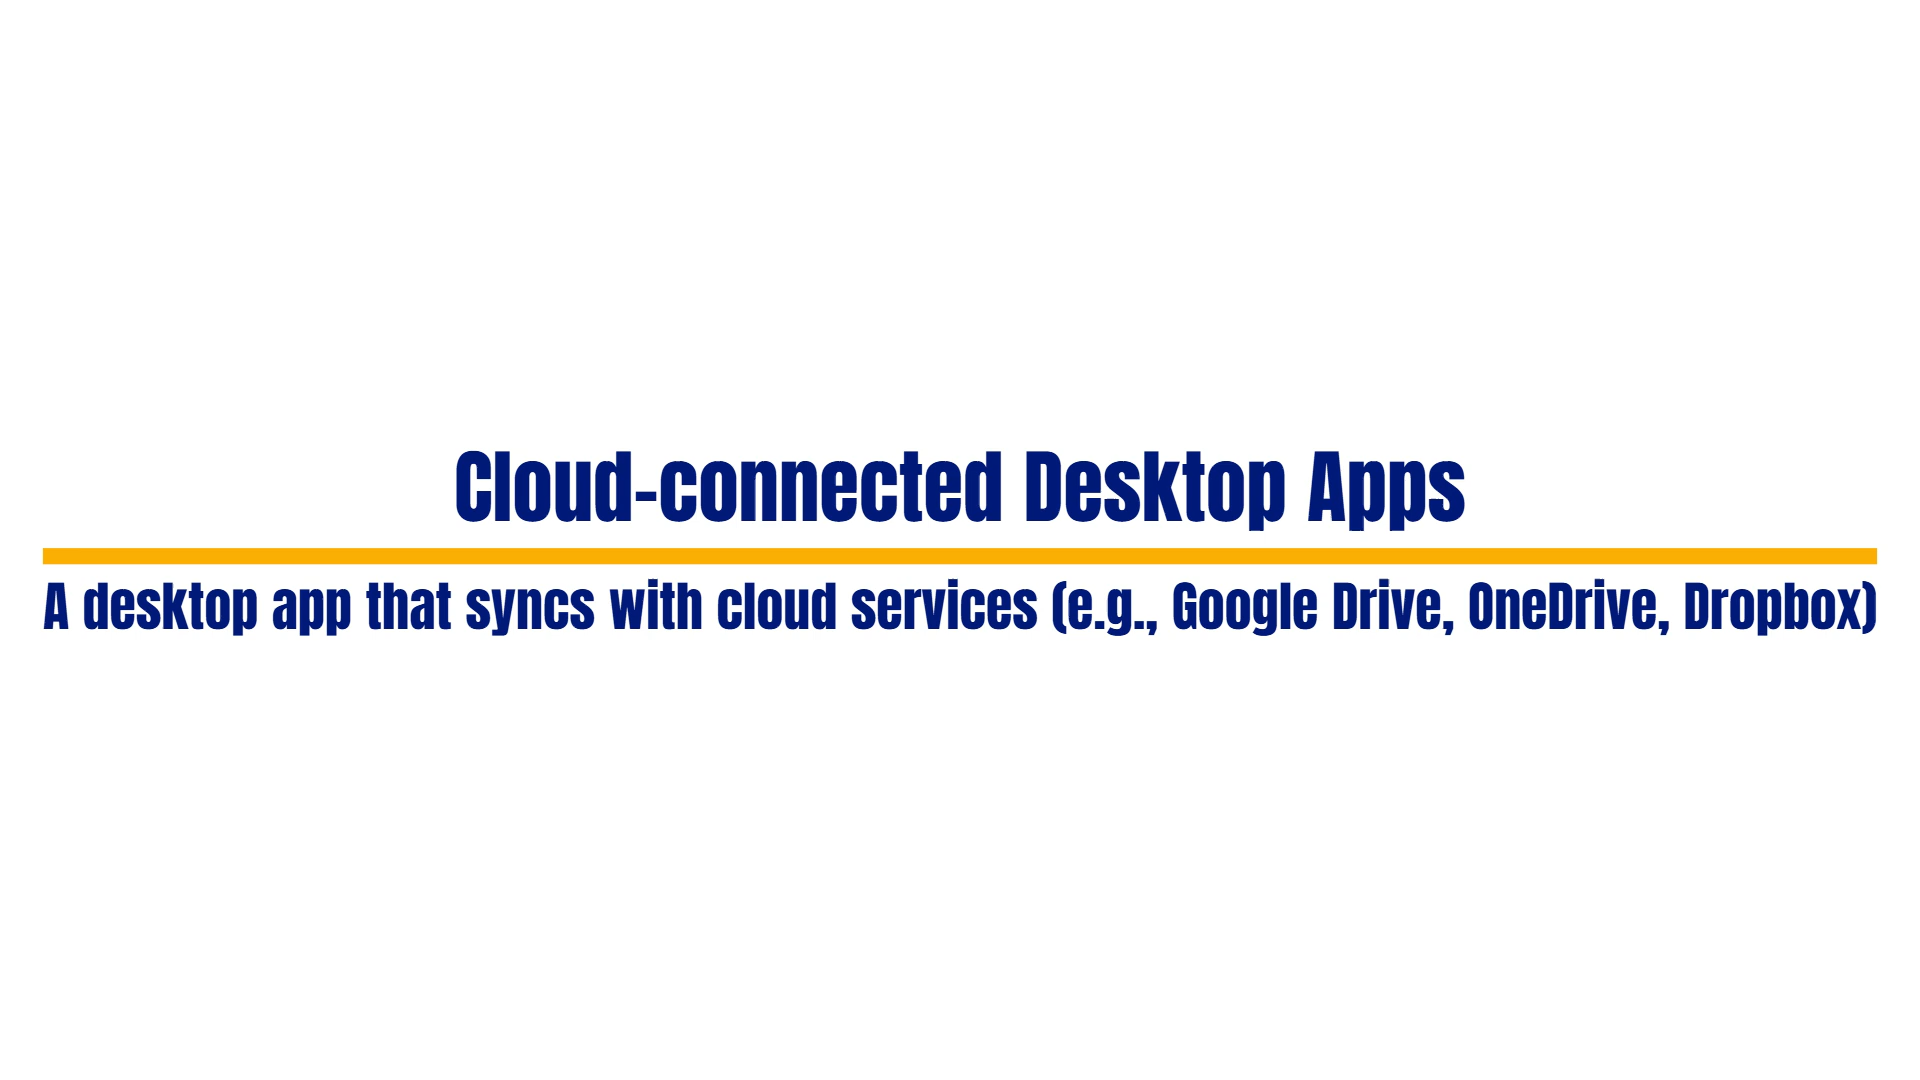 Cloud-connected Desktop Apps
A desktop app that syncs with cloud services (e.g., Google Drive, OneDrive, Dropbox)